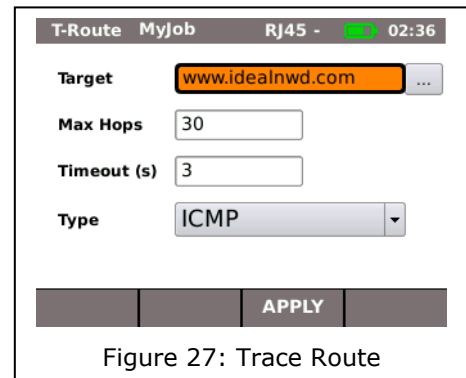 T-Route MyJob RJ45 - 02:36
Target www.idealnwd.com ...
Max Hops 30
Timeout (s) 3
Type ICMP
APPLY
Figure 27: Trace Route